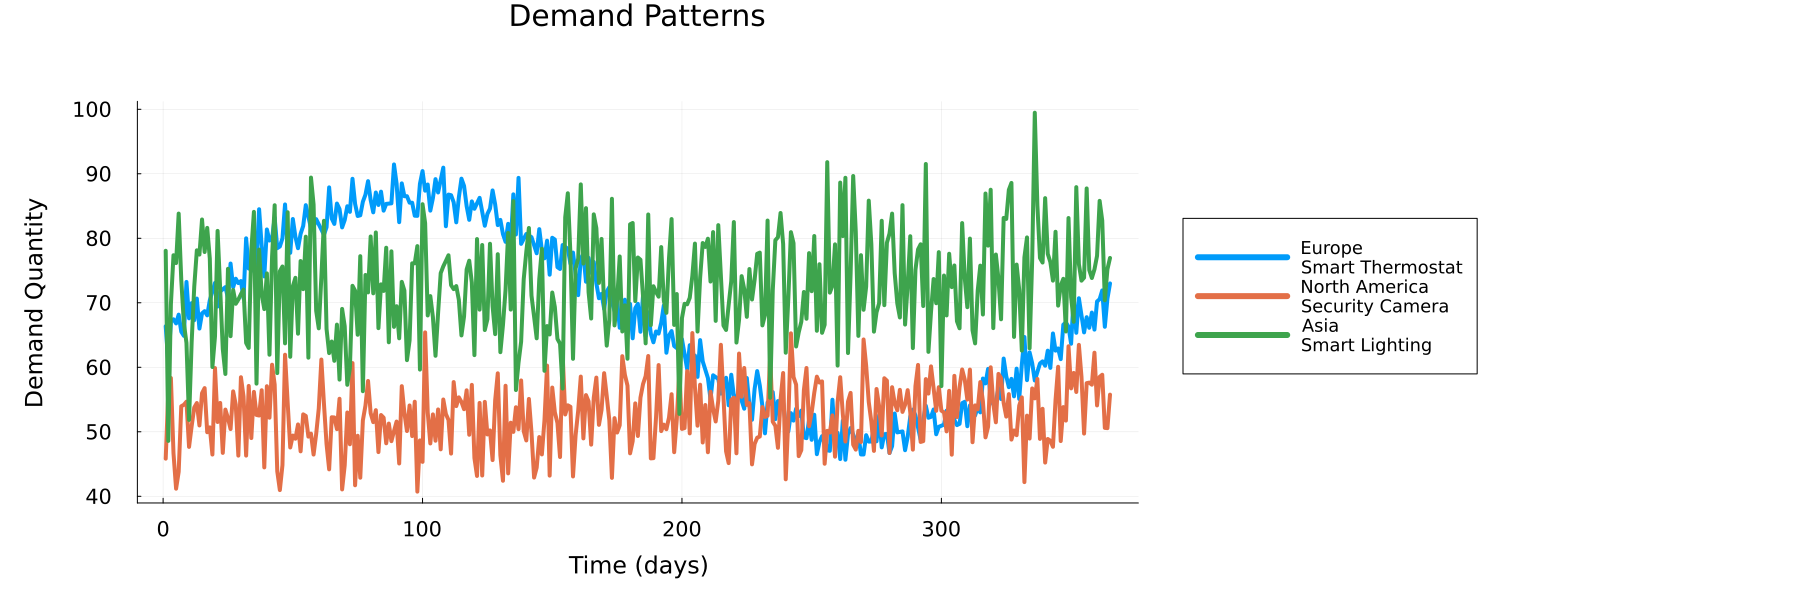 Demand Patterns
Demand Quantity
100
90
80
70
60
50
40
0
100
200
300
Time (days)
Europe
Smart Thermostat
North America
Security Camera
Asia
Smart Lighting